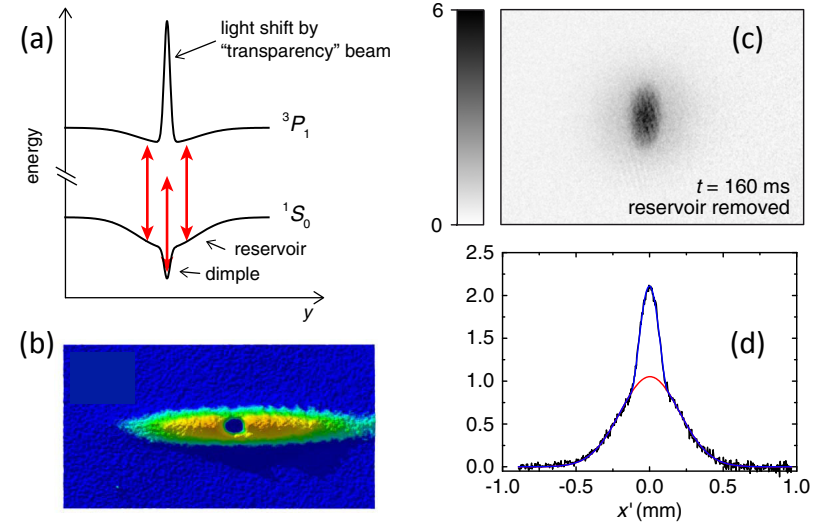 (a)
light shift by
“transparency” beam
³P₁
energy
¹S₀
reservoir
dimple
y
(b)
6
(c)
t = 160 ms
reservoir removed
0
2.5
(d)
2.0
1.5
1.0
0.5
0.0
-1.0 -0.5 0.0 0.5 1.0
x' (mm)